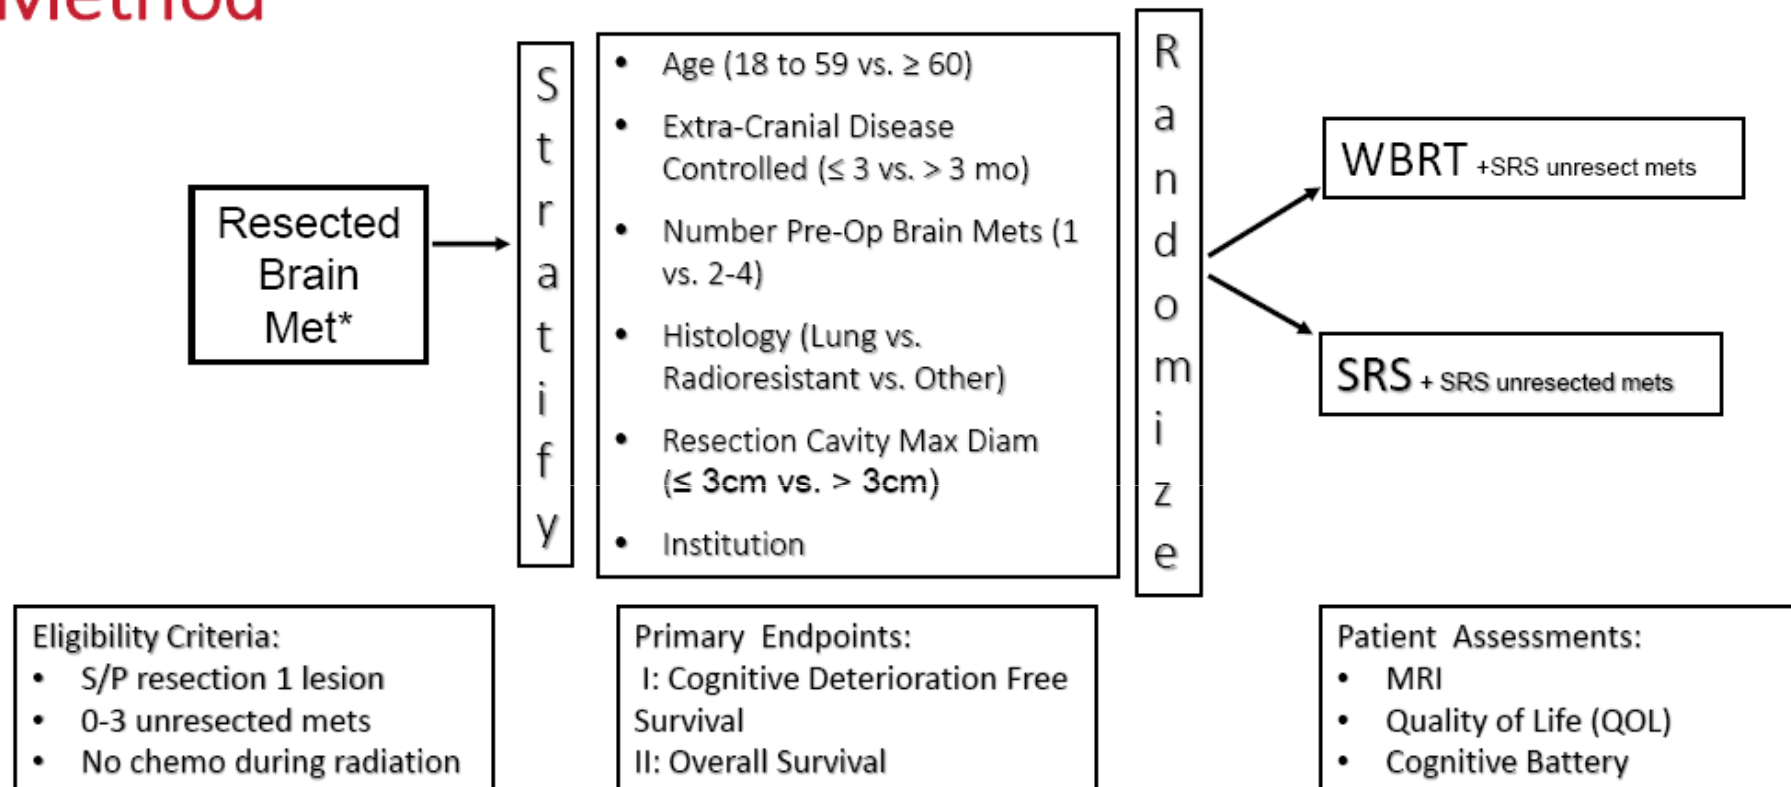 Method
Resected
Brain
Met*
Stratify
• Age (18 to 59 vs. ≥ 60)
• Extra-Cranial Disease
Controlled (≤ 3 vs. > 3 mo)
• Number Pre-Op Brain Mets (1
vs. 2-4)
• Histology (Lung vs.
Radioresistant vs. Other)
• Resection Cavity Max Diam
(≤ 3cm vs. > 3cm)
• Institution
Randomize
WBRT +SRS unresect mets
SRS + SRS unresected mets
Eligibility Criteria:
• S/P resection 1 lesion
• 0-3 unresected mets
• No chemo during radiation
Primary Endpoints:
I: Cognitive Deterioration Free
Survival
II: Overall Survival
Patient Assessments:
• MRI
• Quality of Life (QOL)
• Cognitive Battery